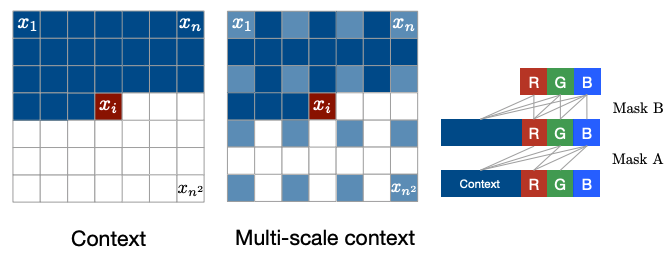 x₁ xₙ
xᵢ
xₙ²
Context
x₁ xₙ
xᵢ
xₙ²
Multi-scale context
R G B
Mask B
R G B
Mask A
Context R G B